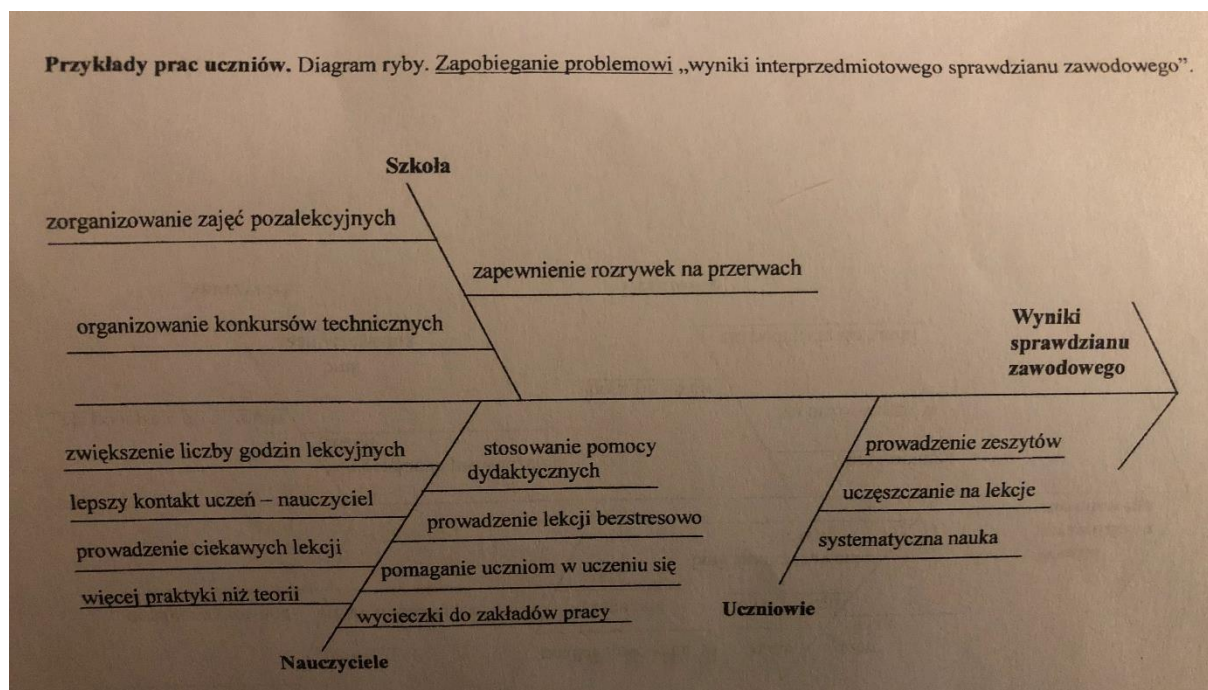 Przykłady prac uczniów. Diagram ryby. Zapobieganie problemowi „wyniki interprzedmiotowego sprawdzianu zawodowego”.
Szkoła
zorganizowanie zajęć pozalekcyjnych
zapewnienie rozrywek na przerwach
organizowanie konkursów technicznych
Wyniki
sprawdzianu
zawodowego
zwiększenie liczby godzin lekcyjnych
lepszy kontakt uczeń – nauczyciel
prowadzenie ciekawych lekcji
więcej praktyki niż teorii
stosowanie pomocy
dydaktycznych
prowadzenie lekcji bezstresowo
pomaganie uczniom w uczeniu się
wycieczki do zakładów pracy
Nauczyciele
prowadzenie zeszytów
uczęszczanie na lekcje
systematyczna nauka
Uczniowie